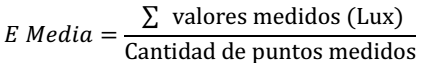 E Media = ∑ valores medidos (Lux) / Cantidad de puntos medidos